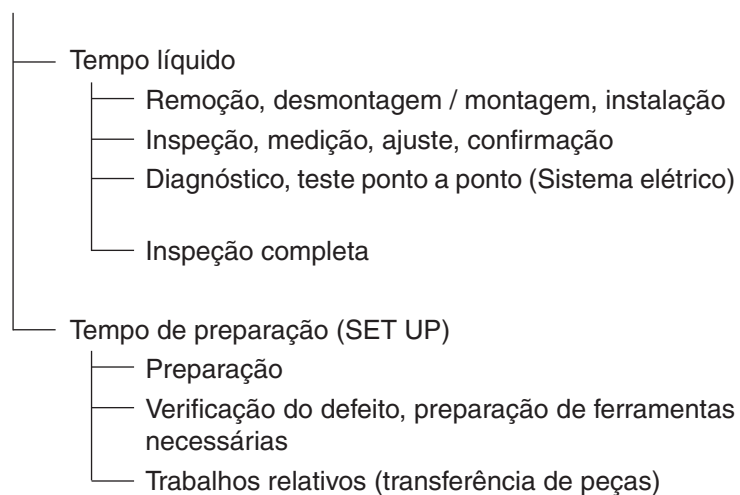 Tempo líquido
Remoção, desmontagem / montagem, instalação
Inspeção, medição, ajuste, confirmação
Diagnóstico, teste ponto a ponto (Sistema elétrico)
Inspeção completa
Tempo de preparação (SET UP)
Preparação
Verificação do defeito, preparação de ferramentas
necessárias
Trabalhos relativos (transferência de peças)